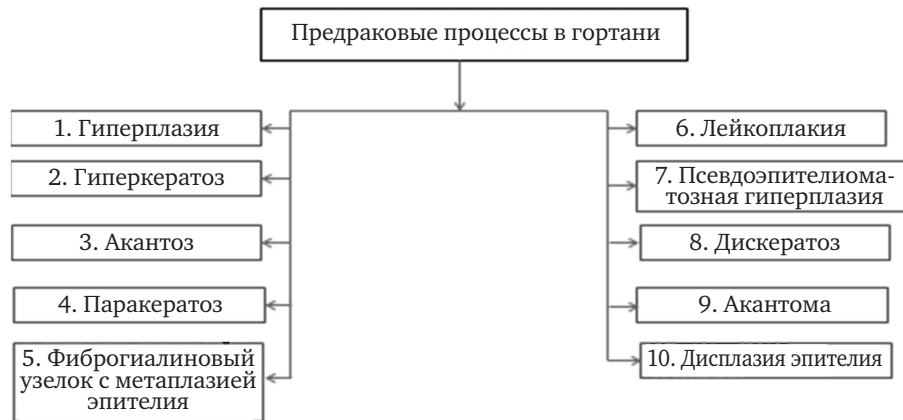 Предраковые процессы в гортани
1. Гиперплазия
2. Гиперкератоз
3. Акантоз
4. Паракератоз
5. Фиброгиалиновый
узелок с метаплазией
эпителия
6. Лейкоплакия
7. Псевдоэпителиома-
тозная гиперплазия
8. Дискератоз
9. Акантома
10. Дисплазия эпителия